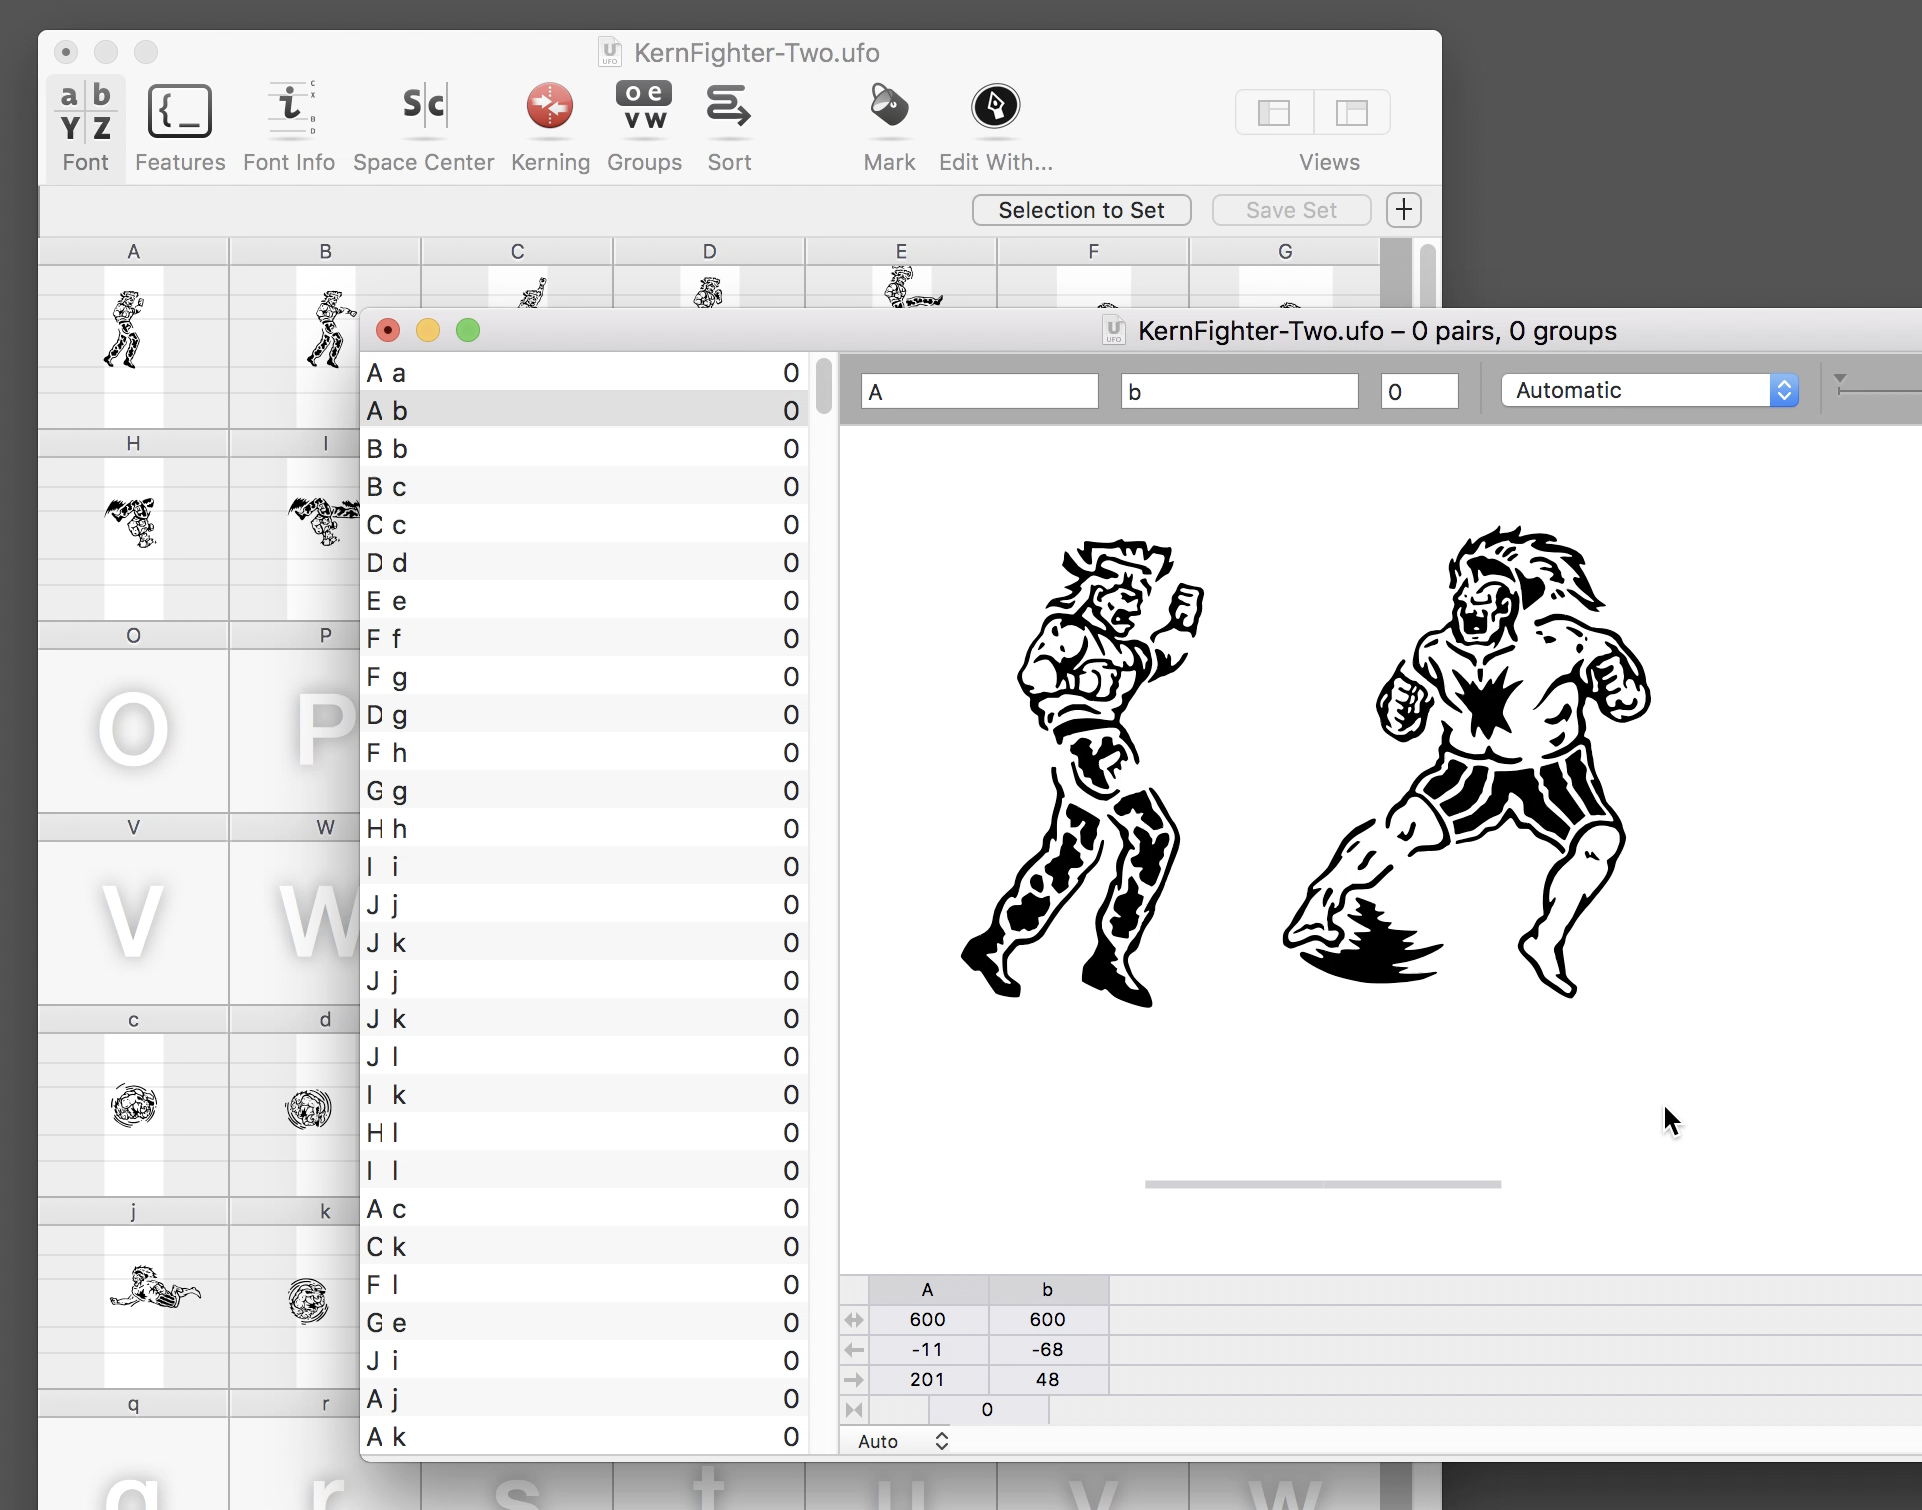 KernFighter-Two.ufo
Font Features Font Info Space Center Kerning Groups Sort Mark Edit With... Views
Selection to Set Save Set +
A B C D E F G
KernFighter-Two.ufo – 0 pairs, 0 groups
A b 0 Automatic
A a 0
A b 0
B b 0
B c 0
C c 0
D d 0
E e 0
F f 0
F g 0
D g 0
F h 0
G g 0
H h 0
I i 0
J j 0
J k 0
J j 0
J k 0
J l 0
I k 0
H l 0
I l 0
A c 0
C k 0
F l 0
G e 0
J i 0
A j 0
A k 0
H I
O P
O P
V W
V W
c d
j k
q r
q r s t u v w
A b
600 600
-11 -68
201 48
0
Auto